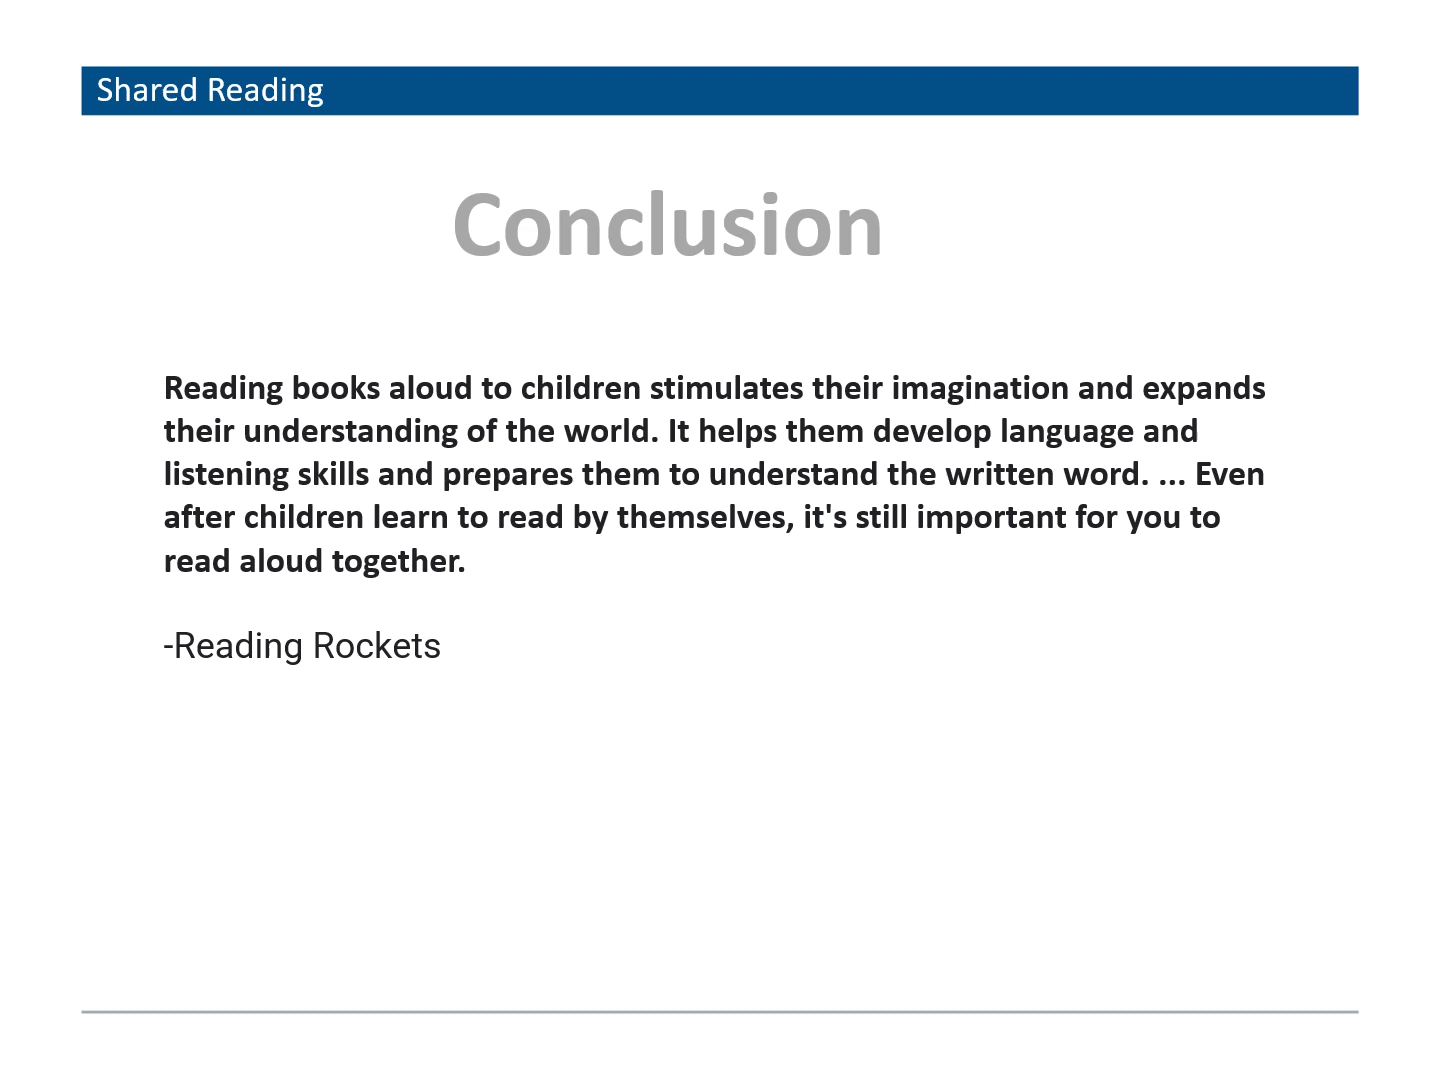 Shared Reading
Conclusion
Reading books aloud to children stimulates their imagination and expands
their understanding of the world. It helps them develop language and
listening skills and prepares them to understand the written word. ... Even
after children learn to read by themselves, it's still important for you to
read aloud together.
-Reading Rockets